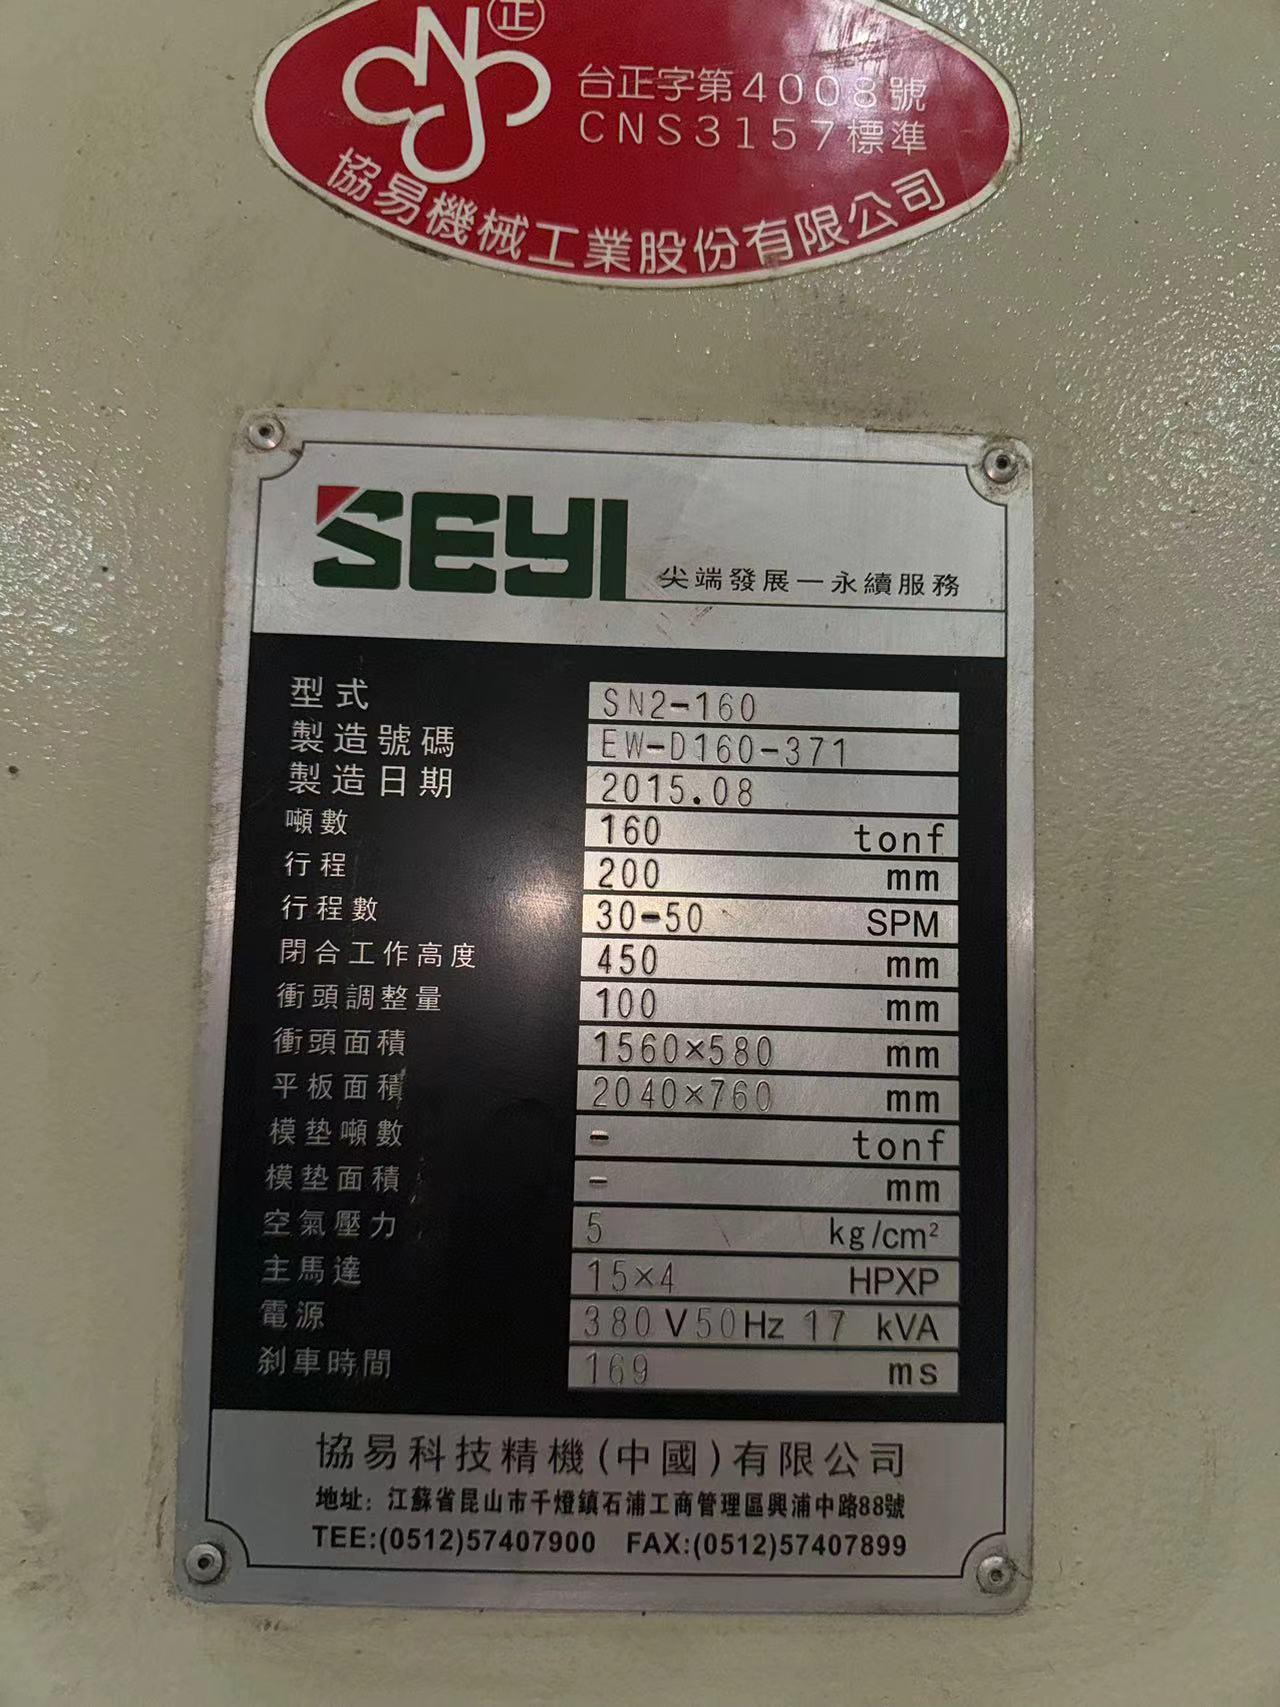 正
台正字第4008號
CNS3157標準
協易機械工業股份有限公司
SEYI 尖端發展一永續服務
型式 SN2-160
製造號碼 EW-D160-371
製造日期 2015.08
噸數 160 tonf
行程 200 mm
行程數 30-50 SPM
閉合工作高度 450 mm
衝頭調整量 100 mm
衝頭面積 1560×580 mm
平板面積 2040×760 mm
模墊噸數 - tonf
模墊面積 - mm
空氣壓力 5 kg/cm²
主馬達 15×4 HPXP
電源 380 V 50 Hz 17 kVA
剎車時間 169 ms
協易科技精機(中國)有限公司
地址: 江蘇省昆山市千燈鎮石浦工商管理區興浦中路88號
TEE:(0512)57407900 FAX:(0512)57407899